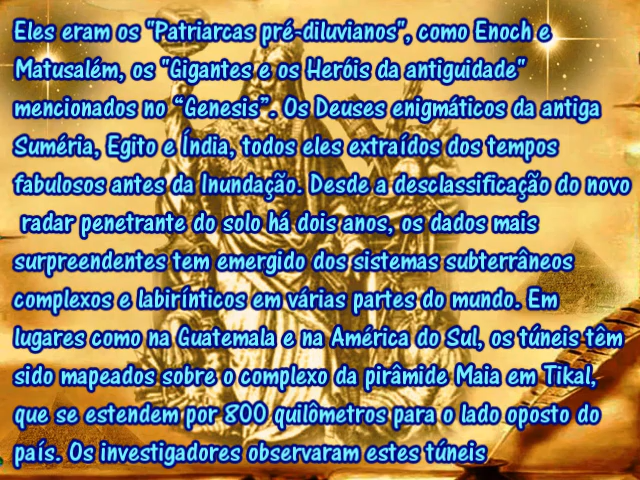 Eles eram os "Patriarcas pré-diluvianos", como Enoch e
Matusalém, os "Gigantes e os Heróis da antiguidade"
mencionados no “Genesis”. Os Deuses enigmáticos da antiga
Suméria, Egito e Índia, todos eles extraídos dos tempos
fabulosos antes da Inundação. Desde a desclassificação do novo
radar penetrante do solo há dois anos, os dados mais
surpreendentes tem emergido dos sistemas subterrâneos
complexos e labirínticos em várias partes do mundo. Em
lugares como na Guatemala e na América do Sul, os túneis têm
sido mapeados sobre o complexo da pirâmide Maia em Tikal,
que se estendem por 800 quilômetros para o lado oposto do
país. Os investigadores observaram estes túneis